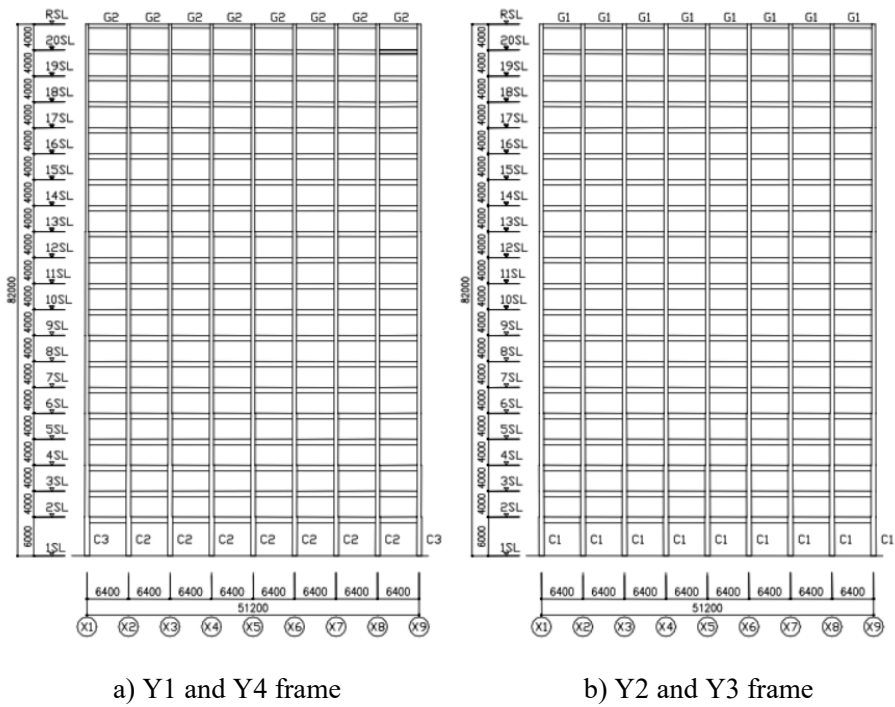 RSL G2 G2 G2 G2 G2 G2 G2 G2
4000
20SL
4000
19SL
4000
18SL
4000
17SL
4000
16SL
4000
15SL
4000
14SL
4000
13SL
4000
12SL
4000
11SL
4000
10SL
4000
9SL
4000
8SL
4000
7SL
4000
6SL
4000
5SL
4000
4SL
4000
3SL
4000
2SL
6000
1SL
82000
C3 C2 C2 C2 C2 C2 C2 C2 C3
6400 6400 6400 6400 6400 6400 6400 6400
51200
X1 X2 X3 X4 X5 X6 X7 X8 X9
a) Y1 and Y4 frame
RSL G1 G1 G1 G1 G1 G1 G1 G1
4000
20SL
4000
19SL
4000
18SL
4000
17SL
4000
16SL
4000
15SL
4000
14SL
4000
13SL
4000
12SL
4000
11SL
4000
10SL
4000
9SL
4000
8SL
4000
7SL
4000
6SL
4000
5SL
4000
4SL
4000
3SL
4000
2SL
6000
1SL
82000
C1 C1 C1 C1 C1 C1 C1 C1 C1
6400 6400 6400 6400 6400 6400 6400 6400
51200
X1 X2 X3 X4 X5 X6 X7 X8 X9
b) Y2 and Y3 frame